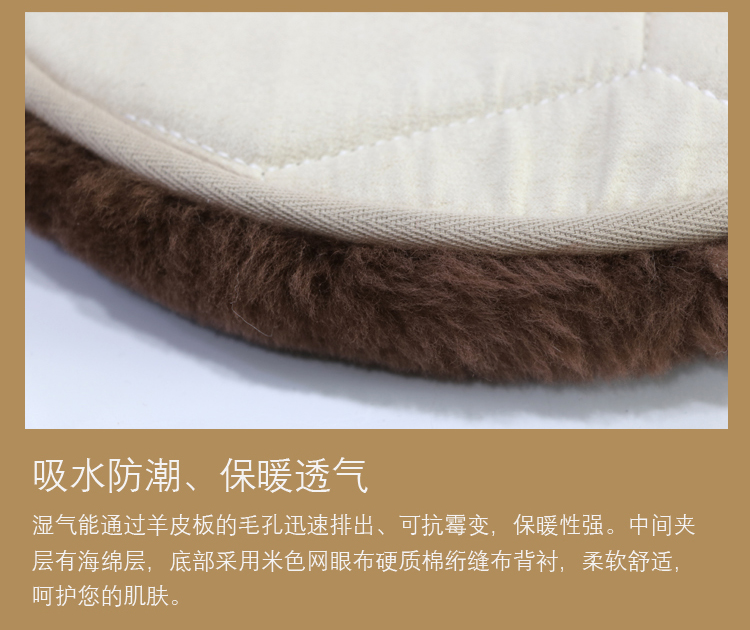 吸水防潮、保暖透气
湿气能通过羊皮板的毛孔迅速排出、可抗霉变，保暖性强。中间夹
层有海绵层，底部采用米色网眼布硬质棉绗缝布背衬，柔软舒适，
呵护您的肌肤。